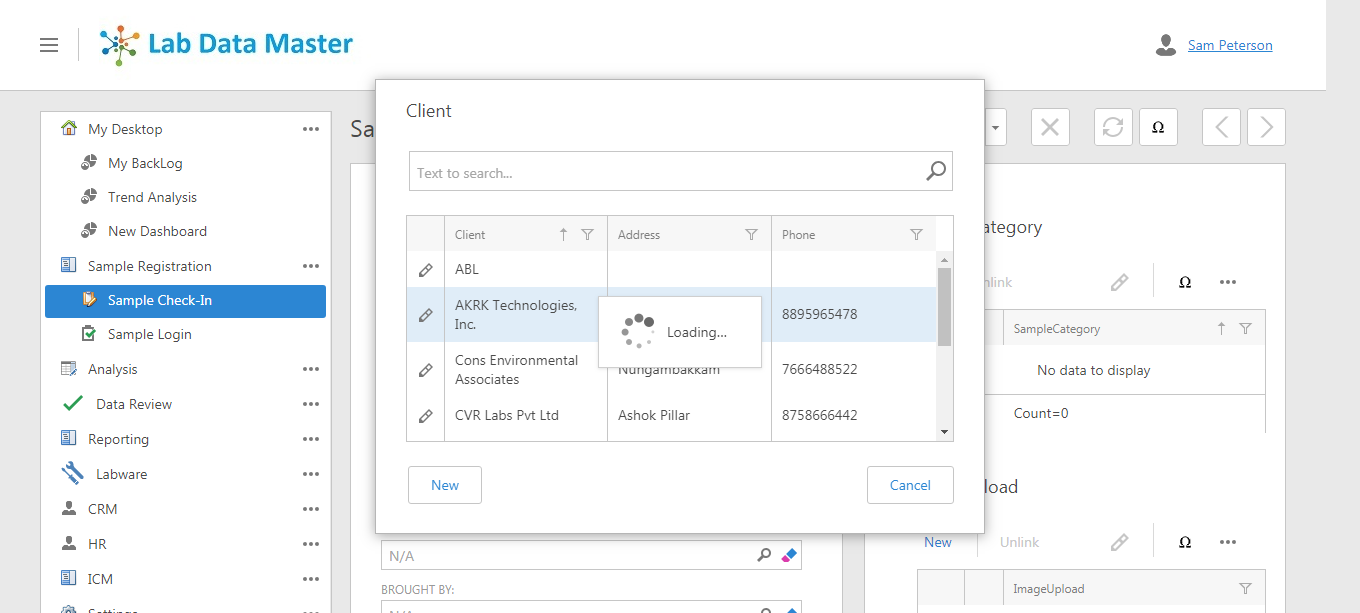 Lab Data Master
Sam Peterson
My Desktop
My BackLog
Trend Analysis
New Dashboard
Sample Registration
Sample Check-In
Sample Login
Analysis
Data Review
Reporting
Labware
CRM
HR
ICM
Settings
Sa
Client
Text to search...
Client
Address
Phone
ABL
AKRK Technologies,
Inc.
8895965478
Loading...
Cons Environmental
Associates
Nungambakkam
7666488522
CVR Labs Pvt Ltd
Ashok Pillar
8758666442
New
Cancel
N/A
BROUGHT BY:
N/A
Ω
ategory
nlink
Ω
SampleCategory
No data to display
Count=0
load
New
Unlink
Ω
ImageUpload